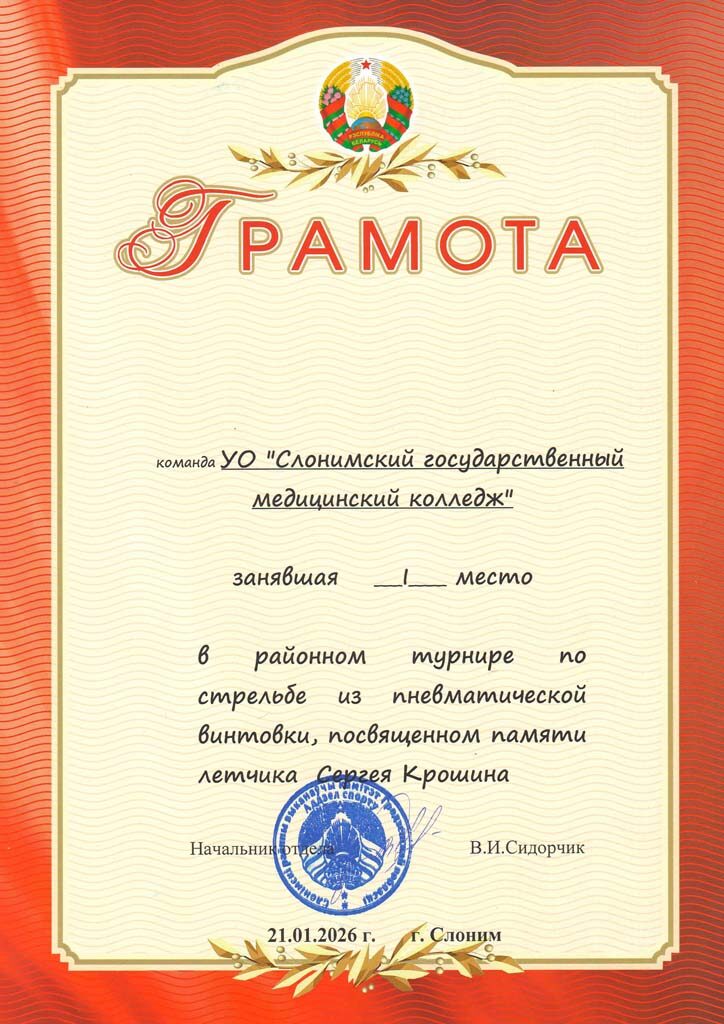 РЭСПУБЛІКА
БЕЛАРУСЬ
ГРАМОТА
команда УО "Слонимский государственный
медицинский колледж"
занявшая __I___ место
в районном турнире по
стрельбе из пневматической
винтовки, посвященном памяти
летчика Сергея Крошина
Начальник отдела В.И.Сидорчик
21.01.2026 г. г. Слоним